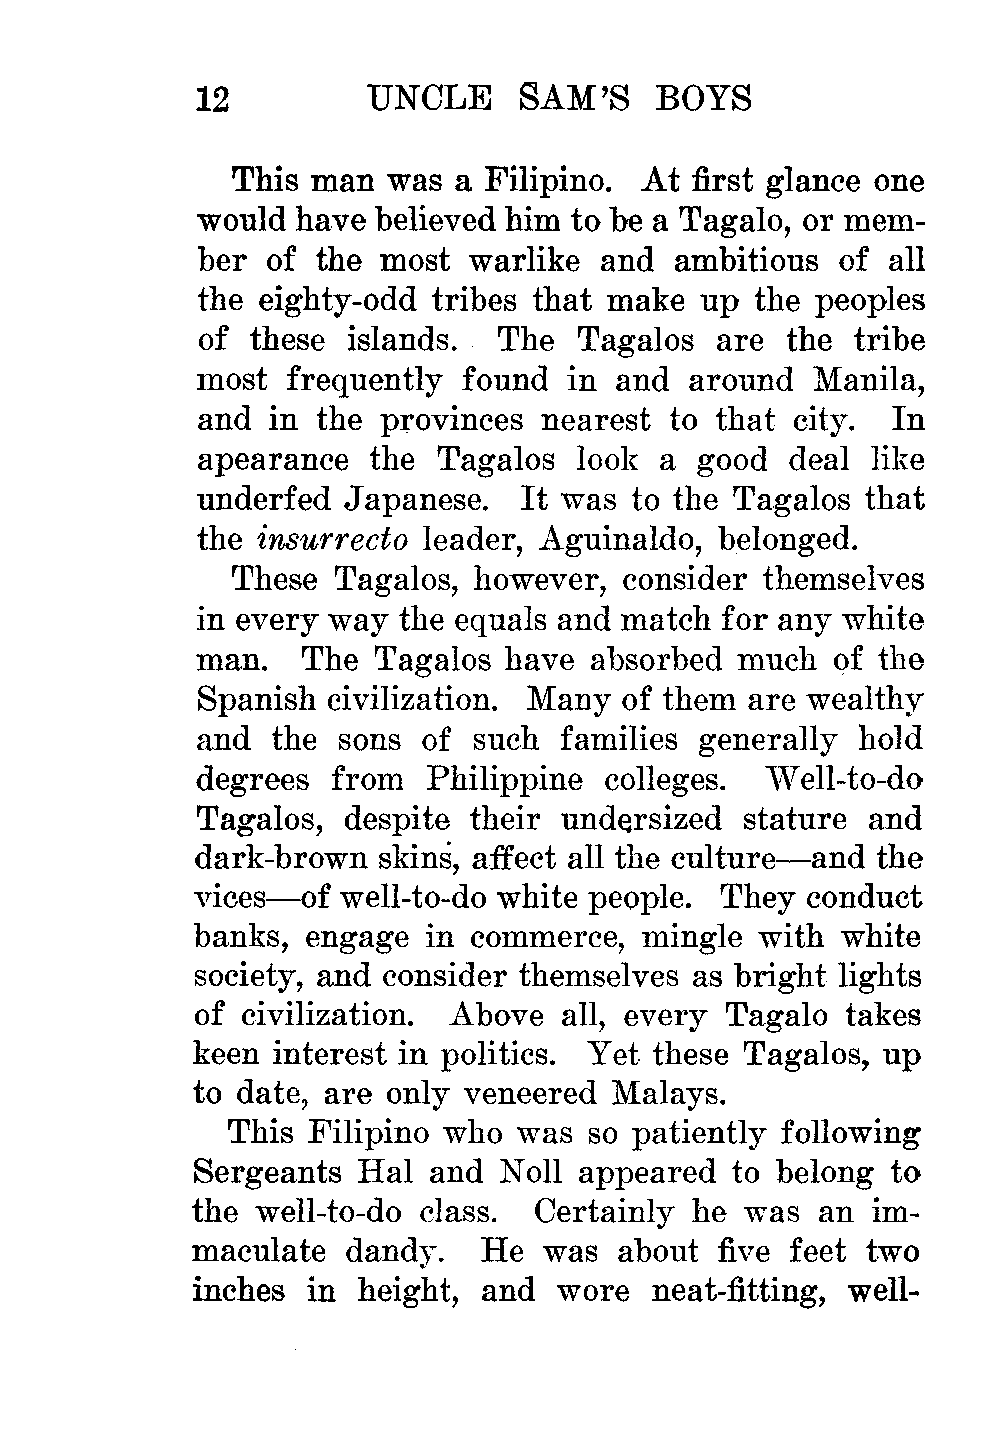 12 UNCLE SAM'S BOYS
This man was a Filipino. At first glance one
would have believed him to be a Tagalo, or mem-
ber of the most warlike and ambitious of all
the eighty-odd tribes that make up the peoples
of these islands. The Tagalos are the tribe
most frequently found in and around Manila,
and in the provinces nearest to that city. In
apearance the Tagalos look a good deal like
underfed Japanese. It was to the Tagalos that
the insurrecto leader, Aguinaldo, belonged.
These Tagalos, however, consider themselves
in every way the equals and match for any white
man. The Tagalos have absorbed much of the
Spanish civilization. Many of them are wealthy
and the sons of such families generally hold
degrees from Philippine colleges. Well-to-do
Tagalos, despite their undersized stature and
dark-brown skins, affect all the culture—and the
vices—of well-to-do white people. They conduct
banks, engage in commerce, mingle with white
society, and consider themselves as bright lights
of civilization. Above all, every Tagalo takes
keen interest in politics. Yet these Tagalos, up
to date, are only veneered Malays.
This Filipino who was so patiently following
Sergeants Hal and Noll appeared to belong to
the well-to-do class. Certainly he was an im-
maculate dandy. He was about five feet two
inches in height, and wore neat-fitting, well-